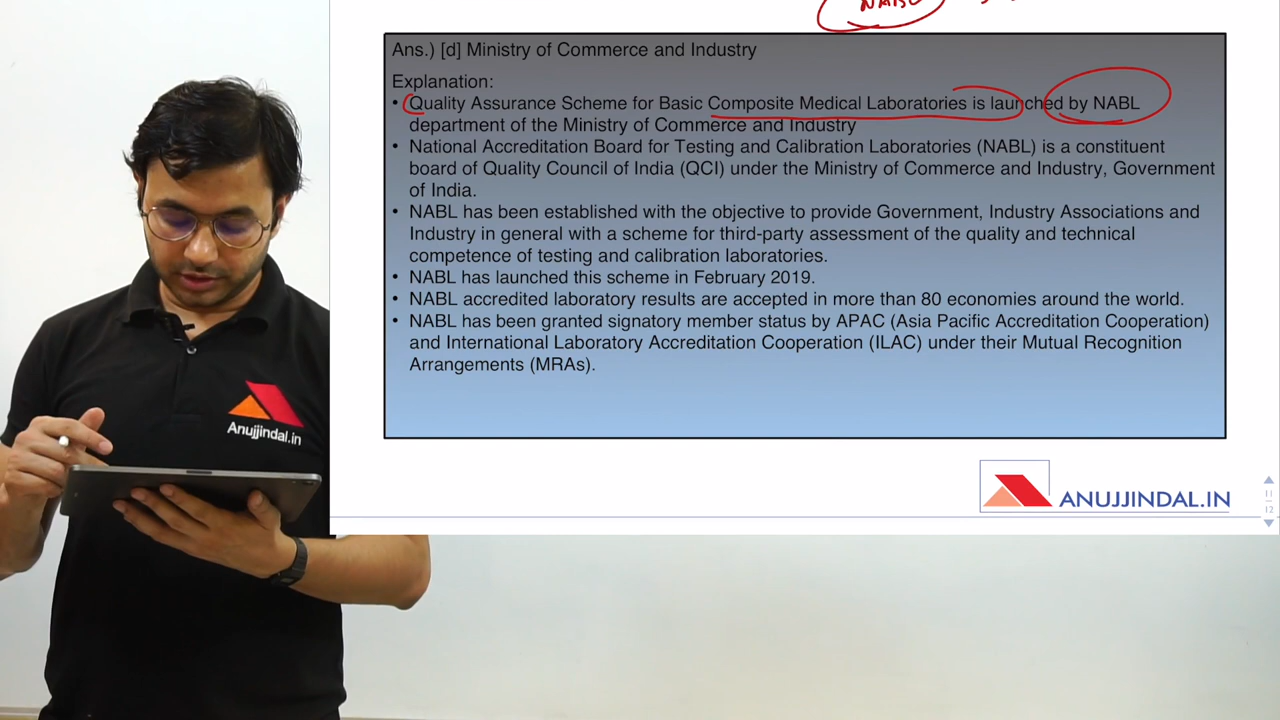 NABL
Ans.) [d] Ministry of Commerce and Industry
Explanation:
• Quality Assurance Scheme for Basic Composite Medical Laboratories is launched by NABL
department of the Ministry of Commerce and Industry
• National Accreditation Board for Testing and Calibration Laboratories (NABL) is a constituent
board of Quality Council of India (QCI) under the Ministry of Commerce and Industry, Government
of India.
• NABL has been established with the objective to provide Government, Industry Associations and
Industry in general with a scheme for third-party assessment of the quality and technical
competence of testing and calibration laboratories.
• NABL has launched this scheme in February 2019.
• NABL accredited laboratory results are accepted in more than 80 economies around the world.
• NABL has been granted signatory member status by APAC (Asia Pacific Accreditation Cooperation)
and International Laboratory Accreditation Cooperation (ILAC) under their Mutual Recognition
Arrangements (MRAs).
Anujjindal.in
ANUJJINDAL.IN
11
12